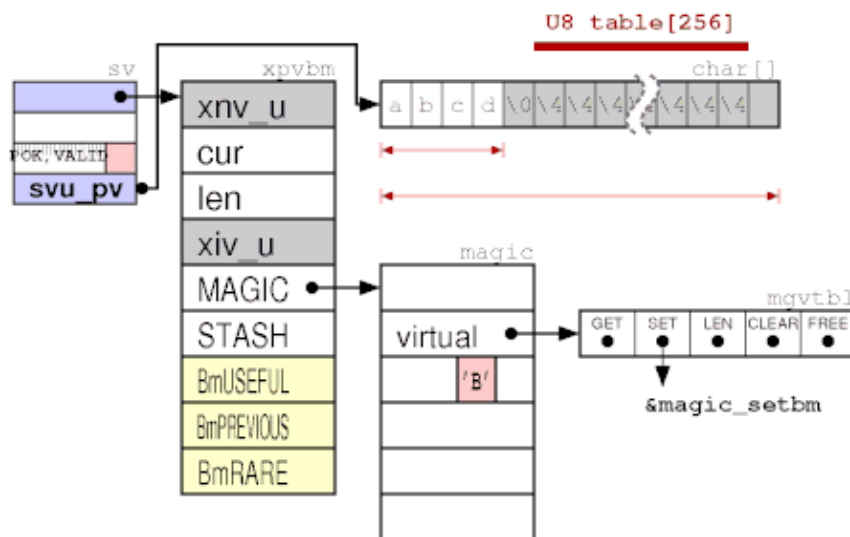 U8 table[256]
sv
xpvbm
char[]
a b c d \0 \4 \4 \4 \4 \4 \4
xnv_u
cur
POK,VALID
svu_pv
len
xiv_u
magic
MAGIC
mgvtbl
STASH
virtual
GET SET LEN CLEAR FREE
BmUSEFUL
'B'
&magic_setbm
BmPREVIOUS
BmRARE